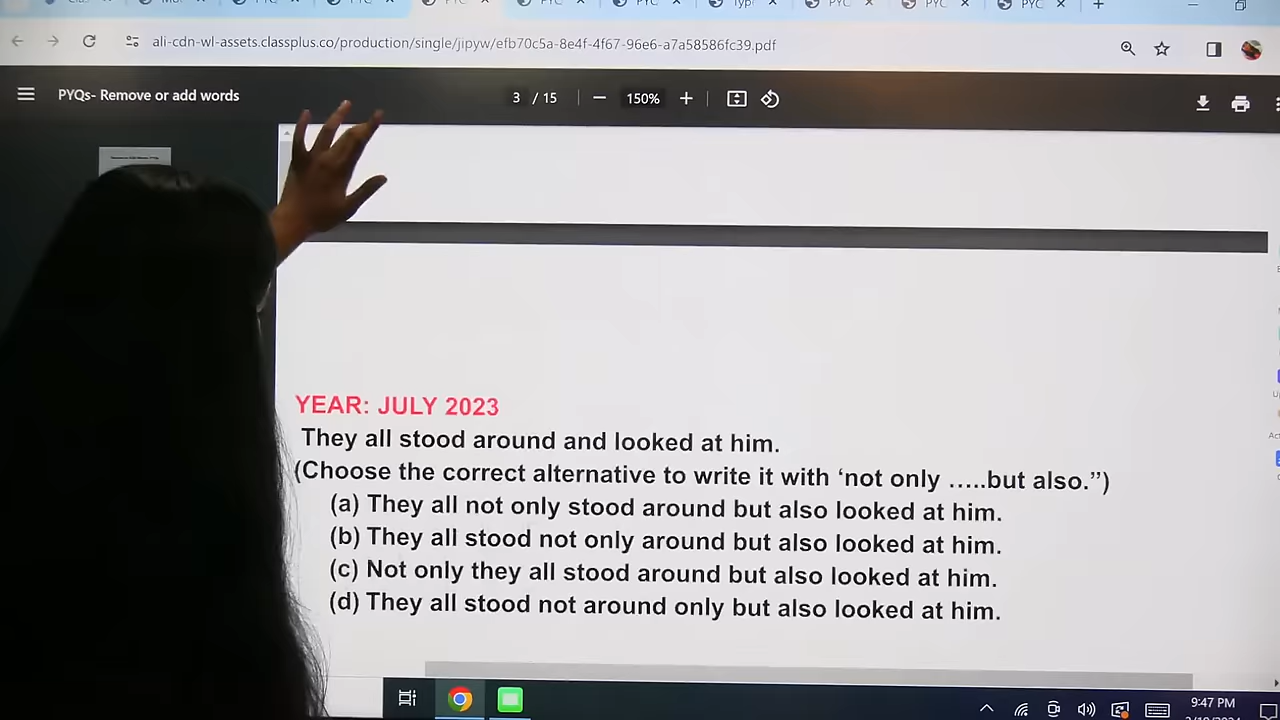 ali-cdn-wl-assets.classplus.co/production/single/jipyw/efb70c5a-8e4f-4f67-96e6-a7a58586fc39.pdf
PYQs- Remove or add words
3 / 15
150%
YEAR: JULY 2023
They all stood around and looked at him.
(Choose the correct alternative to write it with ‘not only …..but also.”)
(a) They all not only stood around but also looked at him.
(b) They all stood not only around but also looked at him.
(c) Not only they all stood around but also looked at him.
(d) They all stood not around only but also looked at him.
9:47 PM